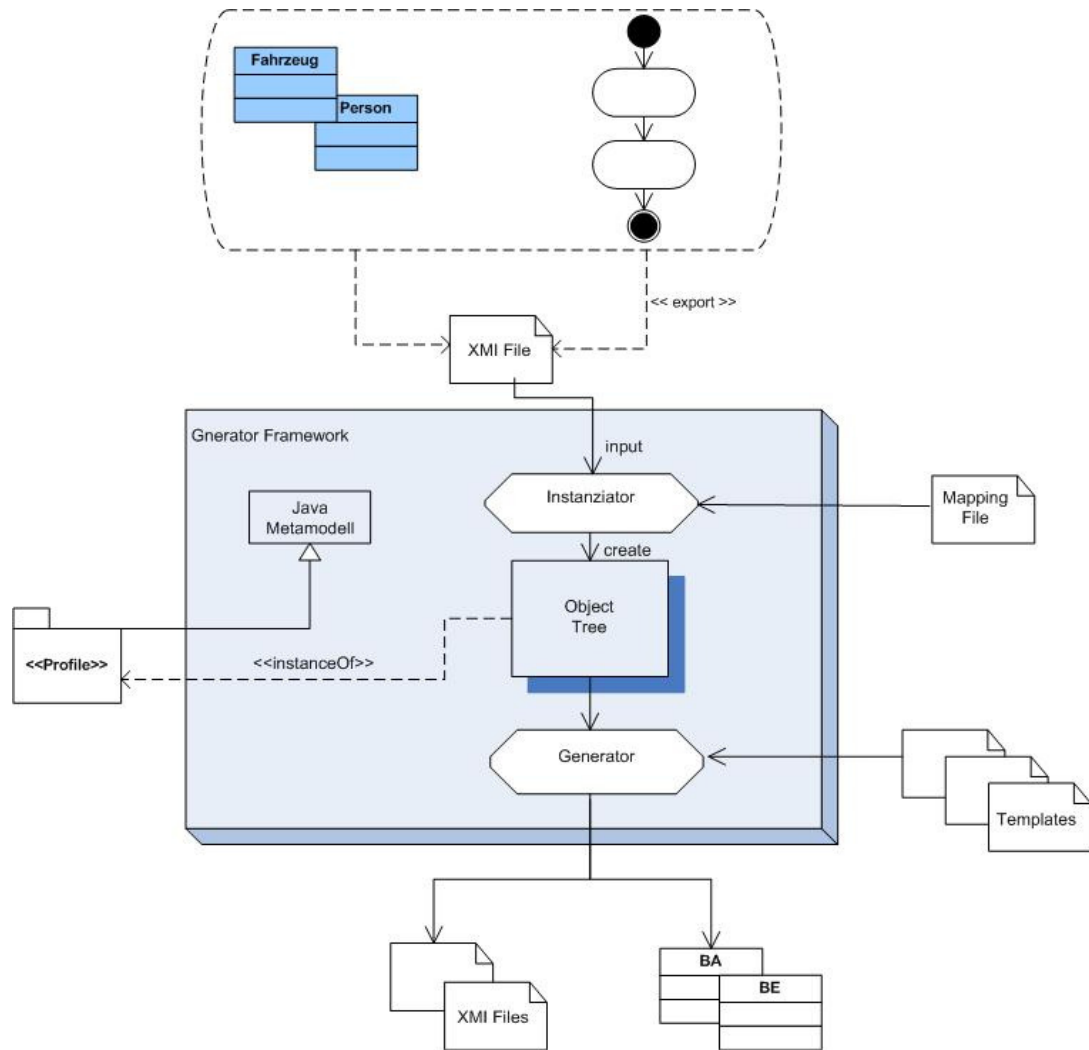 Fahrzeug
Person
<< export >>
XMI File
Gnerator Framework
input
Instanziator
Java
Metamodell
Mapping
File
create
Object
Tree
<<Profile>>
<<instanceOf>>
Generator
Templates
BA
BE
XMI Files